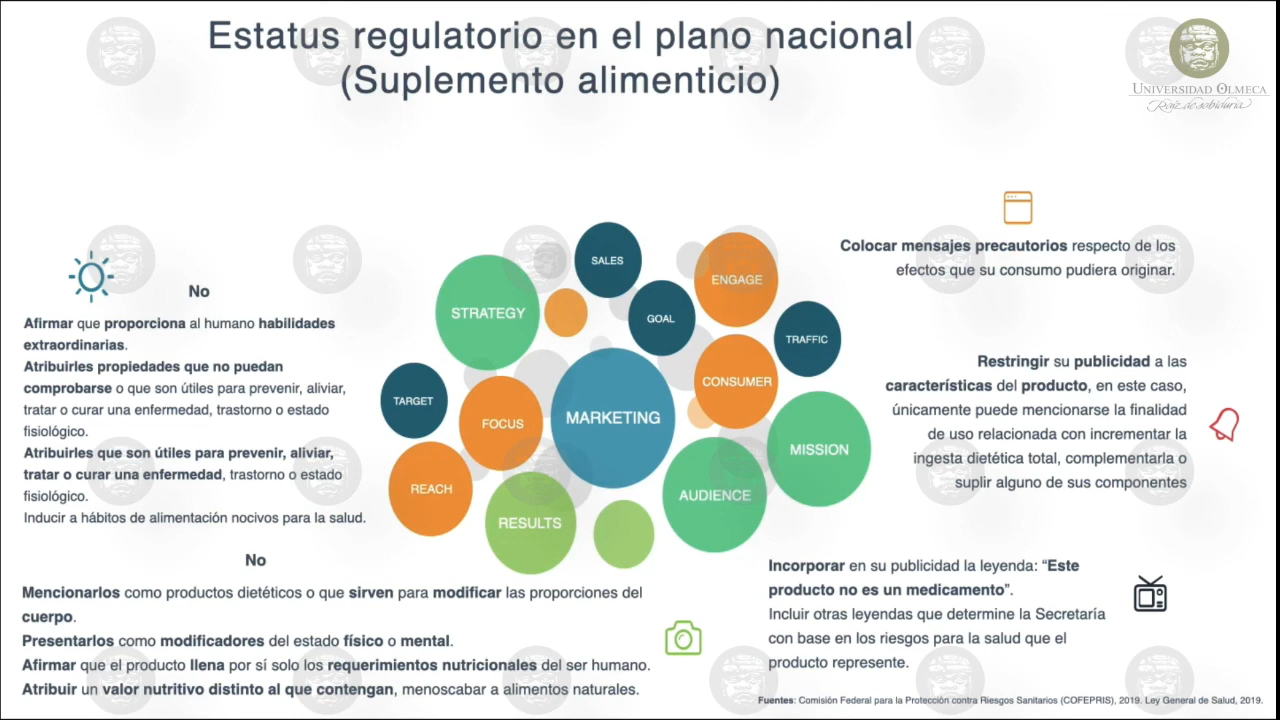 Estatus regulatorio en el plano nacional
(Suplemento alimenticio)
UNIVERSIDAD OLMECA
Raíz de sabiduría
No
Afirmar que proporciona al humano habilidades
extraordinarias.
Atribuirles propiedades que no puedan
comprobarse o que son útiles para prevenir, aliviar,
tratar o curar una enfermedad, trastorno o estado
fisiológico.
Atribuirles que son útiles para prevenir, aliviar,
tratar o curar una enfermedad, trastorno o estado
fisiológico.
Inducir a hábitos de alimentación nocivos para la salud.
No
Mencionarlos como productos dietéticos o que sirven para modificar las proporciones del
cuerpo.
Presentarlos como modificadores del estado físico o mental.
Afirmar que el producto llena por sí solo los requerimientos nutricionales del ser humano.
Atribuir un valor nutritivo distinto al que contengan, menoscabar a alimentos naturales.
SALES
ENGAGE
STRATEGY
GOAL
TRAFFIC
CONSUMER
TARGET
FOCUS
MARKETING
MISSION
REACH
AUDIENCE
RESULTS
Colocar mensajes precautorios respecto de los
efectos que su consumo pudiera originar.
Restringir su publicidad a las
características del producto, en este caso,
únicamente puede mencionarse la finalidad
de uso relacionada con incrementar la
ingesta dietética total, complementarla o
suplir alguno de sus componentes
Incorporar en su publicidad la leyenda: “Este
producto no es un medicamento”.
Incluir otras leyendas que determine la Secretaría
con base en los riesgos para la salud que el
producto represente.
Fuentes: Comisión Federal para la Protección contra Riesgos Sanitarios (COFEPRIS), 2019. Ley General de Salud, 2019.